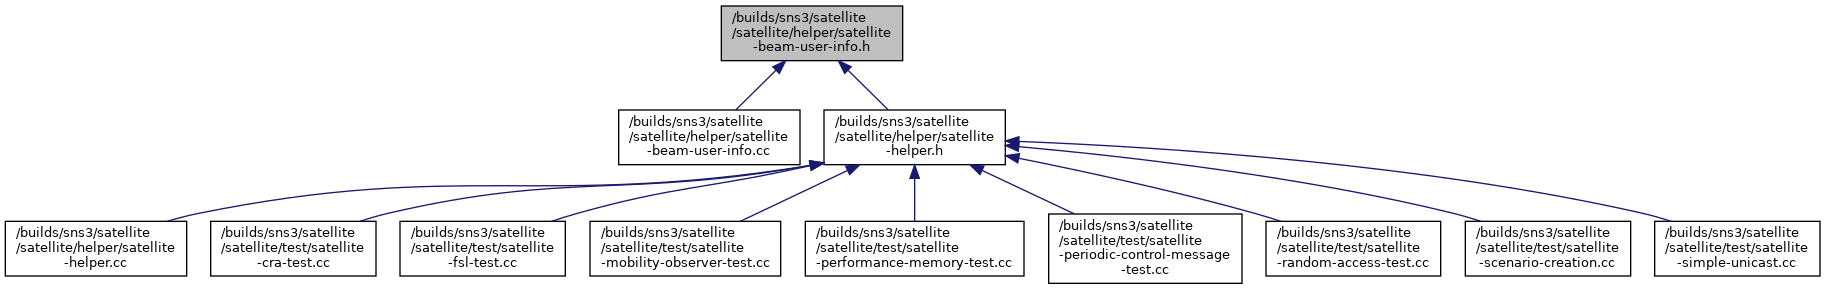 /builds/sns3/satellite
/satellite/helper/satellite
-beam-user-info.h
/builds/sns3/satellite
/satellite/helper/satellite
-beam-user-info.cc
/builds/sns3/satellite
/satellite/helper/satellite
-helper.h
/builds/sns3/satellite
/satellite/helper/satellite
-helper.cc
/builds/sns3/satellite
/satellite/test/satellite
-cra-test.cc
/builds/sns3/satellite
/satellite/test/satellite
-fsl-test.cc
/builds/sns3/satellite
/satellite/test/satellite
-mobility-observer-test.cc
/builds/sns3/satellite
/satellite/test/satellite
-performance-memory-test.cc
/builds/sns3/satellite
/satellite/test/satellite
-periodic-control-message
-test.cc
/builds/sns3/satellite
/satellite/test/satellite
-random-access-test.cc
/builds/sns3/satellite
/satellite/test/satellite
-scenario-creation.cc
/builds/sns3/satellite
/satellite/test/satellite
-simple-unicast.cc